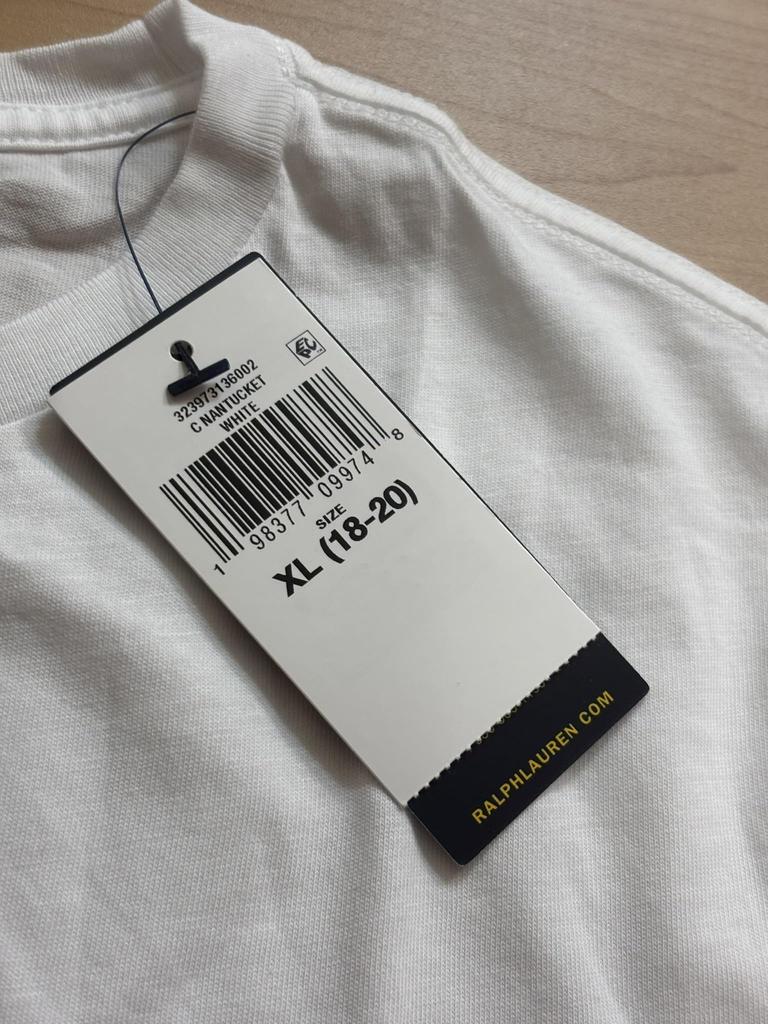 323973136002
C NANTUCKET
WHITE
1 98377 09974 8
SIZE
XL (18-20)
RALPHLAUREN COM